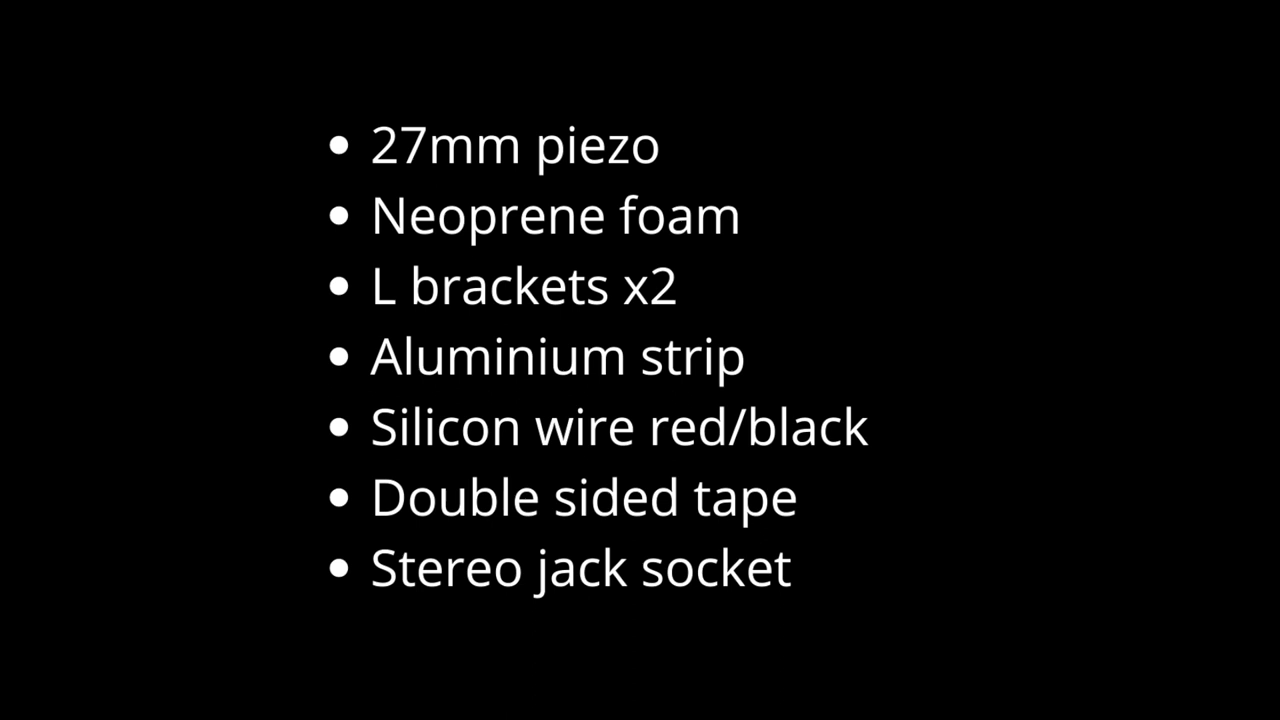 • 27mm piezo
• Neoprene foam
• L brackets x2
• Aluminium strip
• Silicon wire red/black
• Double sided tape
• Stereo jack socket